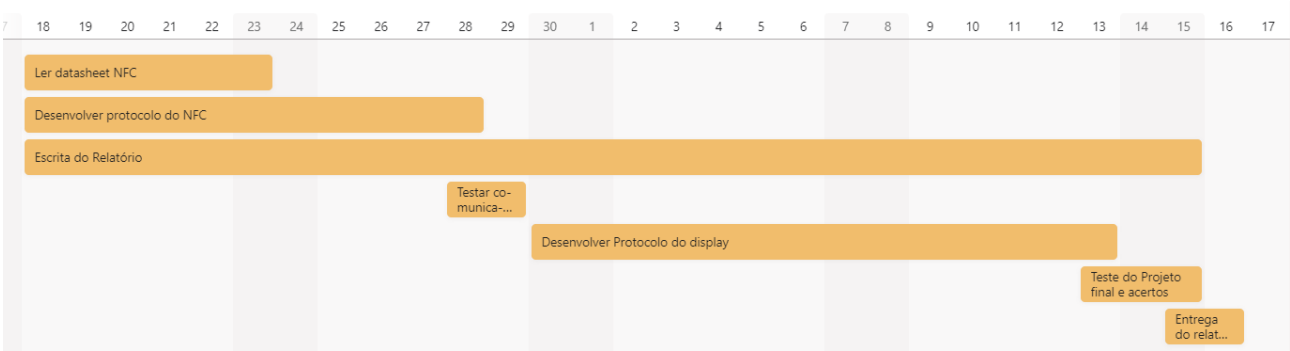 7 18 19 20 21 22 23 24 25 26 27 28 29 30 1 2 3 4 5 6 7 8 9 10 11 12 13 14 15 16 17
Ler datasheet NFC
Desenvolver protocolo do NFC
Escrita do Relatório
Testar co-
munica-...
Desenvolver Protocolo do display
Teste do Projeto
final e acertos
Entrega
do relat...